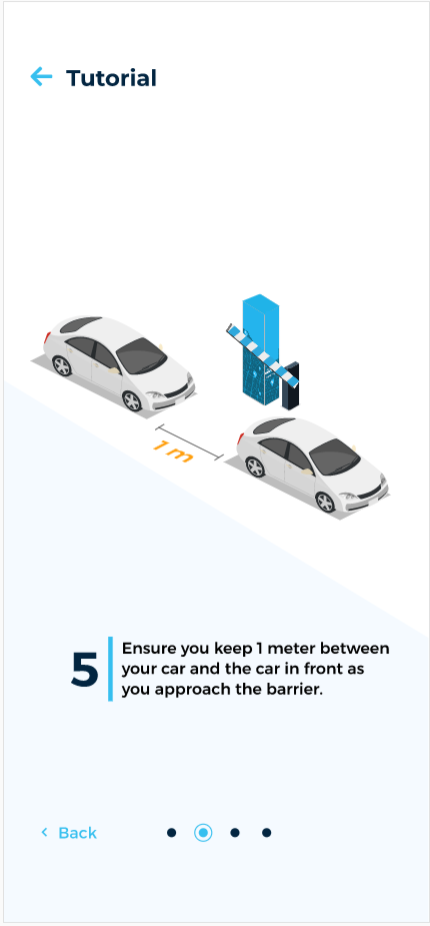 Tutorial
1 m
5
Ensure you keep 1 meter between
your car and the car in front as
you approach the barrier.
Back